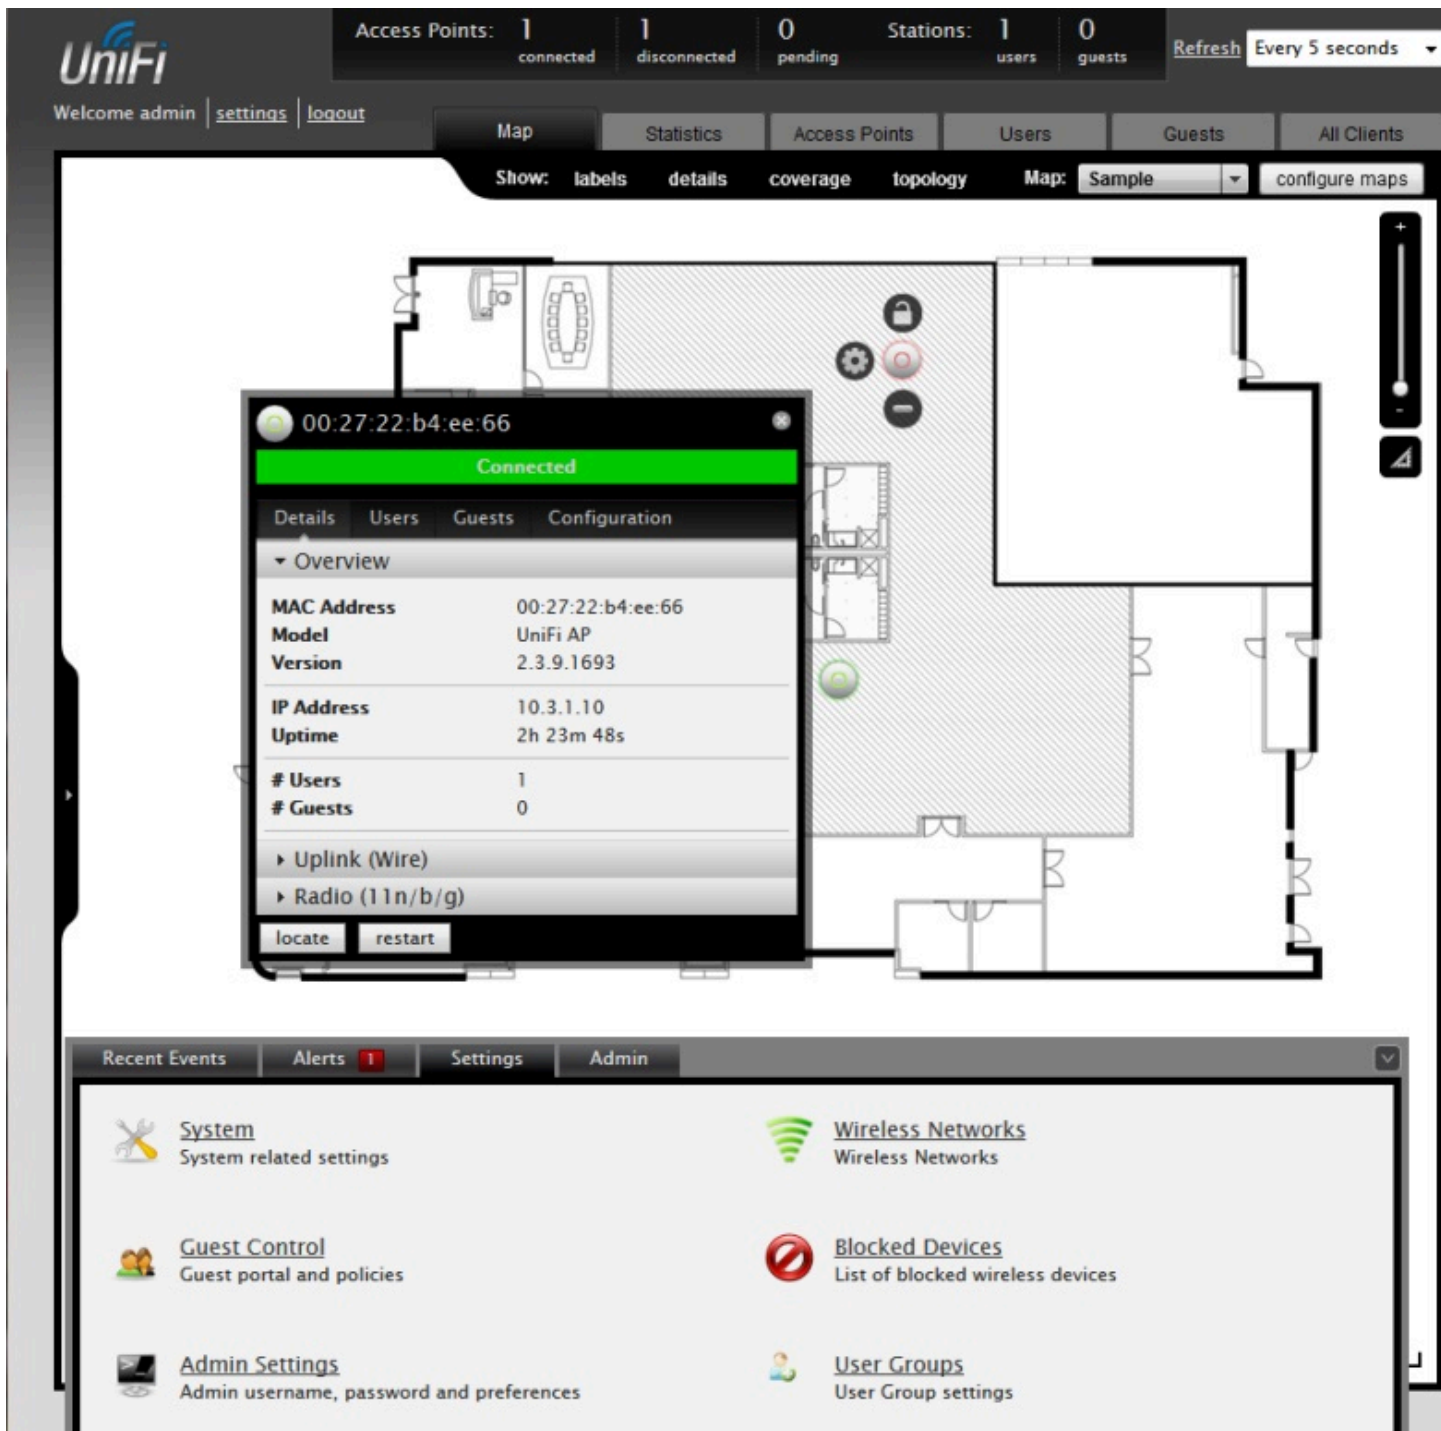 Access Points: 1 connected 1 disconnected 0 pending Stations: 1 users 0 guests Refresh Every 5 seconds
UniFi
Welcome admin settings logout
Map Statistics Access Points Users Guests All Clients
Show: labels details coverage topology Map: Sample configure maps
+
-
00:27:22:b4:ee:66
Connected
Details Users Guests Configuration
Overview
MAC Address 00:27:22:b4:ee:66
Model UniFi AP
Version 2.3.9.1693
IP Address 10.3.1.10
Uptime 2h 23m 48s
# Users 1
# Guests 0
Uplink (Wire)
Radio (11n/b/g)
locate restart
Recent Events Alerts 1 Settings Admin
System
System related settings
Wireless Networks
Wireless Networks
Guest Control
Guest portal and policies
Blocked Devices
List of blocked wireless devices
Admin Settings
Admin username, password and preferences
User Groups
User Group settings